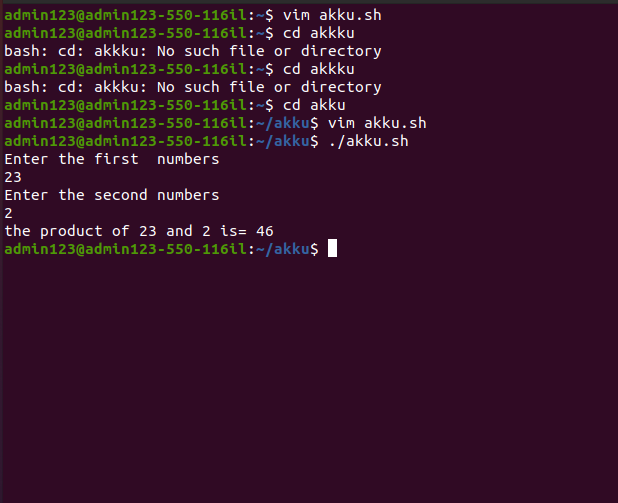 admin123@admin123-550-116il:~$ vim akku.sh
admin123@admin123-550-116il:~$ cd akkku
bash: cd: akkku: No such file or directory
admin123@admin123-550-116il:~$ cd akkku
bash: cd: akkku: No such file or directory
admin123@admin123-550-116il:~$ cd akku
admin123@admin123-550-116il:~/akku$ vim akku.sh
admin123@admin123-550-116il:~/akku$ ./akku.sh
Enter the first  numbers
23
Enter the second numbers
2
the product of 23 and 2 is= 46
admin123@admin123-550-116il:~/akku$